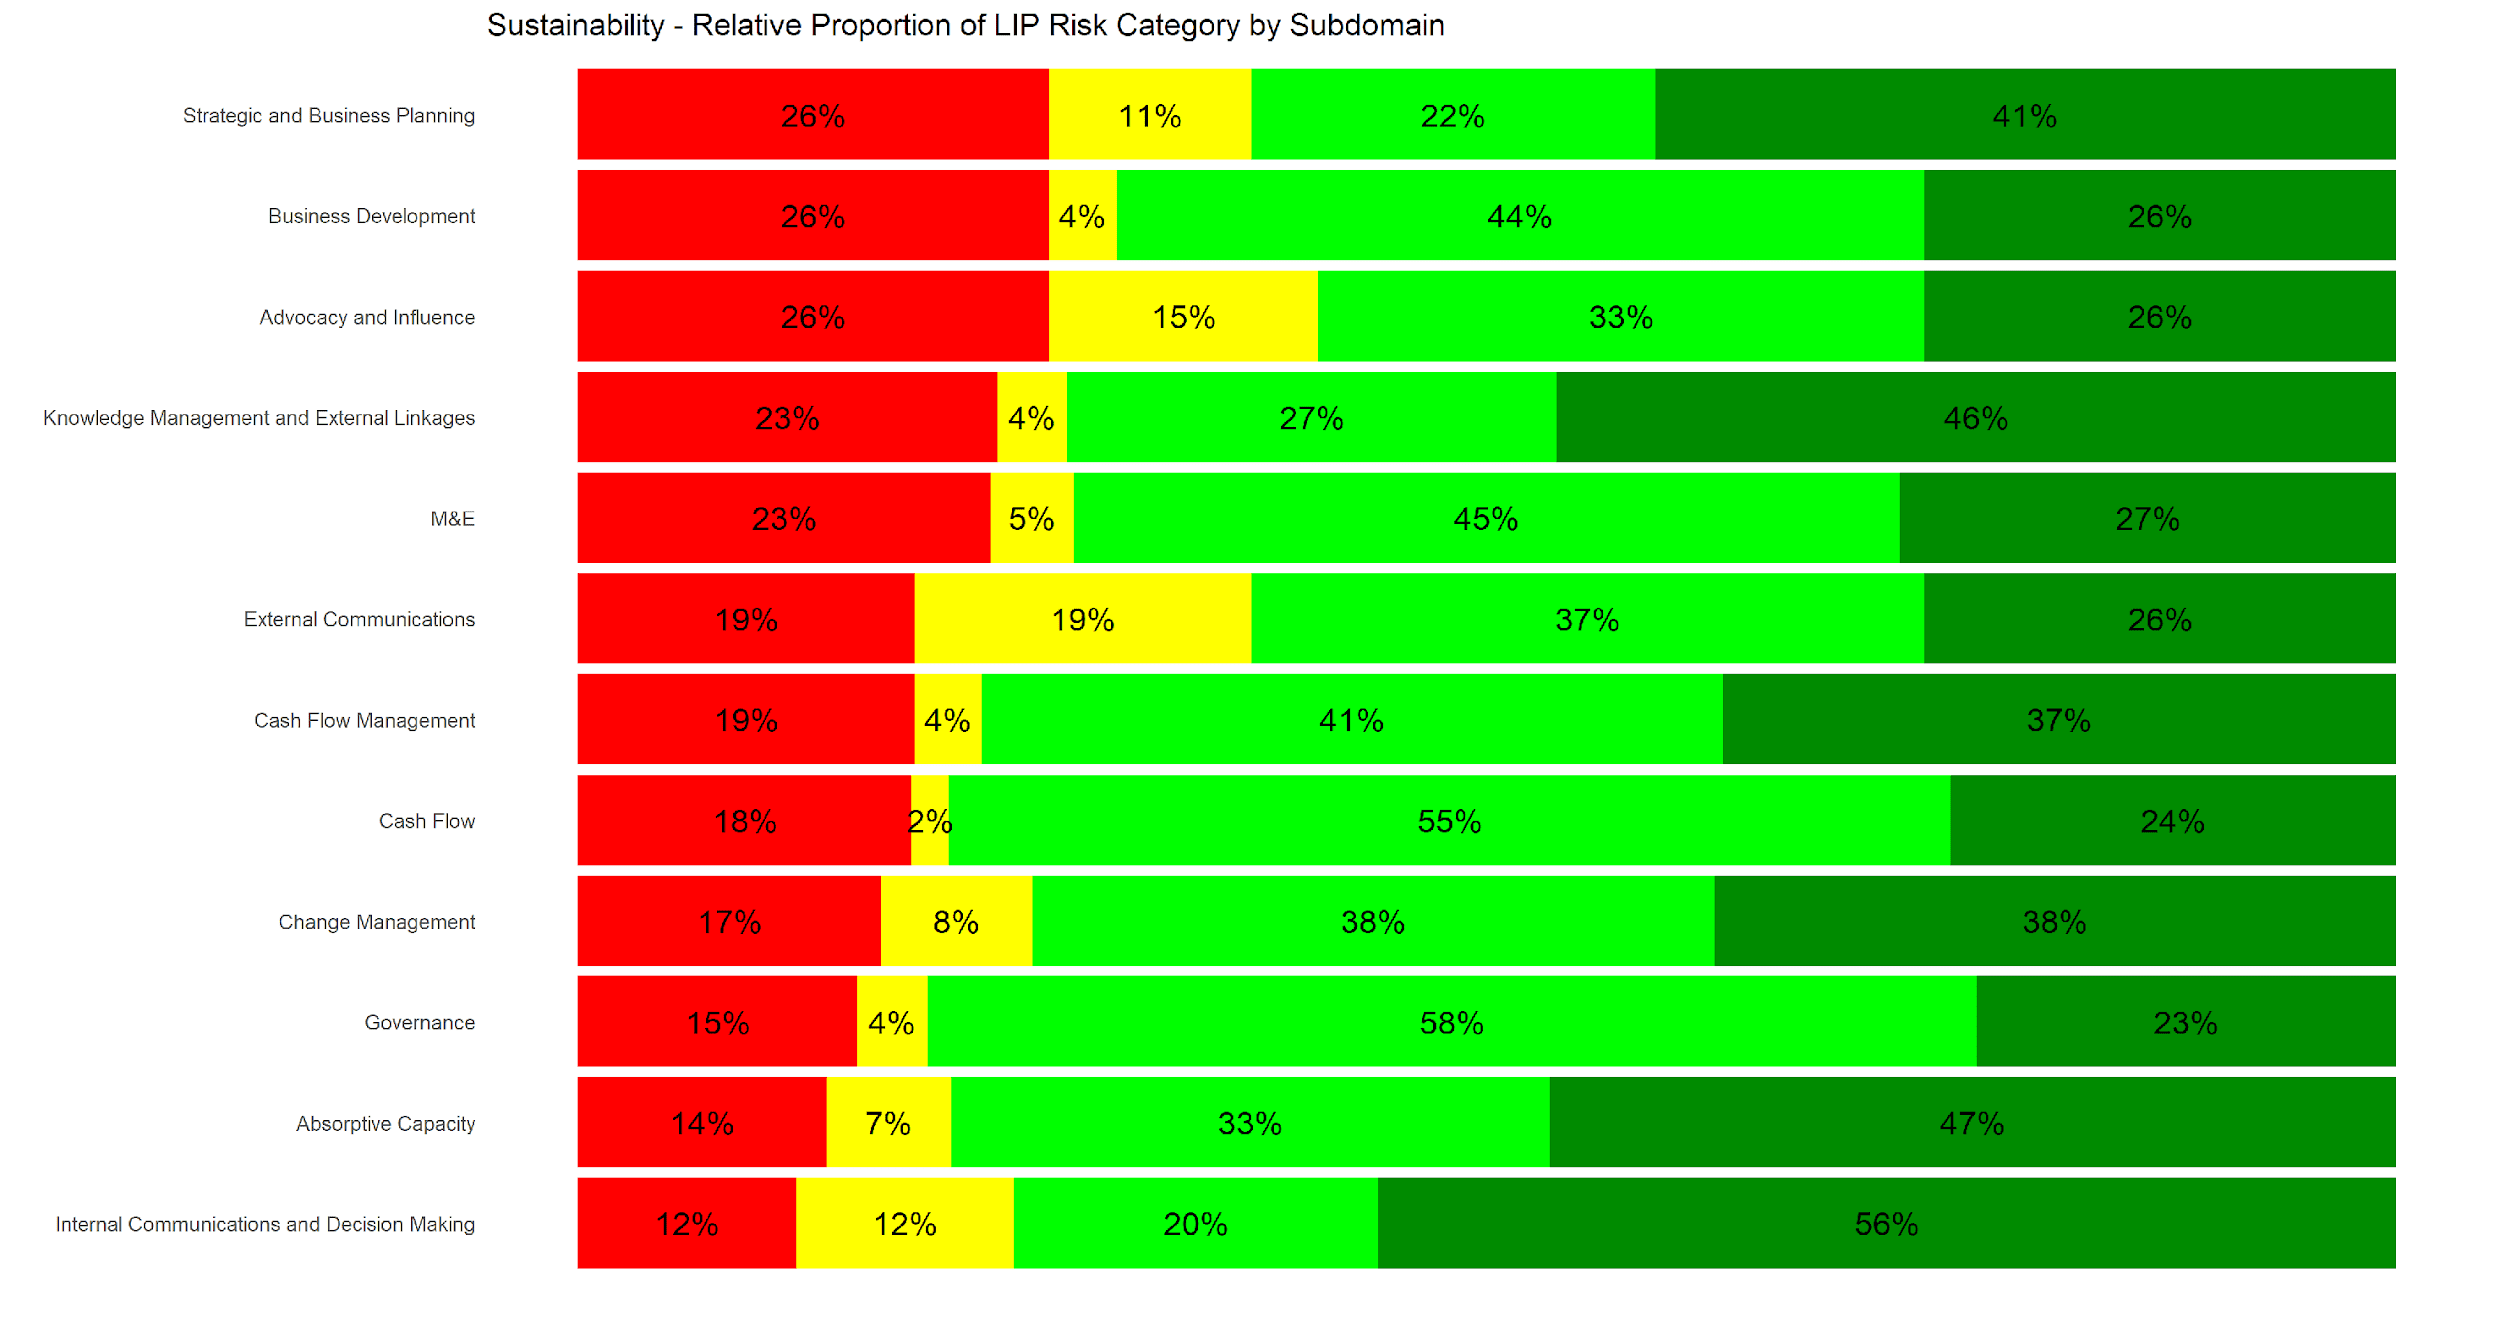 Sustainability - Relative Proportion of LIP Risk Category by Subdomain
Strategic and Business Planning 26% 11% 22% 41%
Business Development 26% 4% 44% 26%
Advocacy and Influence 26% 15% 33% 26%
Knowledge Management and External Linkages 23% 4% 27% 46%
M&E 23% 5% 45% 27%
External Communications 19% 19% 37% 26%
Cash Flow Management 19% 4% 41% 37%
Cash Flow 18% 2% 55% 24%
Change Management 17% 8% 38% 38%
Governance 15% 4% 58% 23%
Absorptive Capacity 14% 7% 33% 47%
Internal Communications and Decision Making 12% 12% 20% 56%